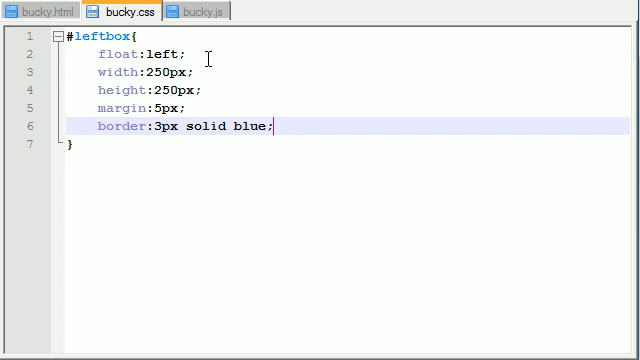 bucky.html bucky.css bucky.js
1 #leftbox{
2 float:left;
3 width:250px;
4 height:250px;
5 margin:5px;
6 border:3px solid blue;
7 }